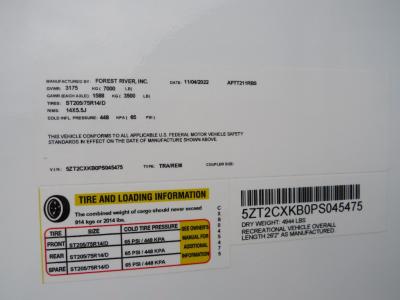 MANUFACTURED BY: FOREST RIVER, INC. DATE: 11/04/2022 APT7211RBS
GVWR: 3175 KG ( 7000 LB)
GAWR (EACH AXLE) 1588 KG ( 3500 LB)
TIRES: ST205/75R14/D
RIMS: 14X5.5J
COLD INFL. PRESSURE: 448 KPA ( 65 PSI )
THIS VEHICLE CONFORMS TO ALL APPLICABLE U.S. FEDERAL MOTOR VEHICLE SAFETY
STANDARDS IN EFFECT ON THE DATE OF MANUFACTURE SHOWN ABOVE.
V.I.N: 5ZT2CXKB0PS045475 TYPE: TRA/REM
TIRE AND LOADING INFORMATION
The combined weight of cargo should never exceed
914 kgs or 2014 lbs.
TIRE SIZE COLD TIRE PRESSURE
FRONT ST205/75R14/D 65 PSI / 448 KPA
REAR ST205/75R14/D 65 PSI / 448 KPA
SPARE ST205/75R14/D 65 PSI / 448 KPA
SEE OWNER'S
MANUAL FOR
ADDITIONAL
INFORMATION
5ZT2CXKB0PS045475
DRY WEIGHT: 4944 LBS
RECREATIONAL VEHICLE OVERALL
LENGTH 26'2" AS MANUFACTURED